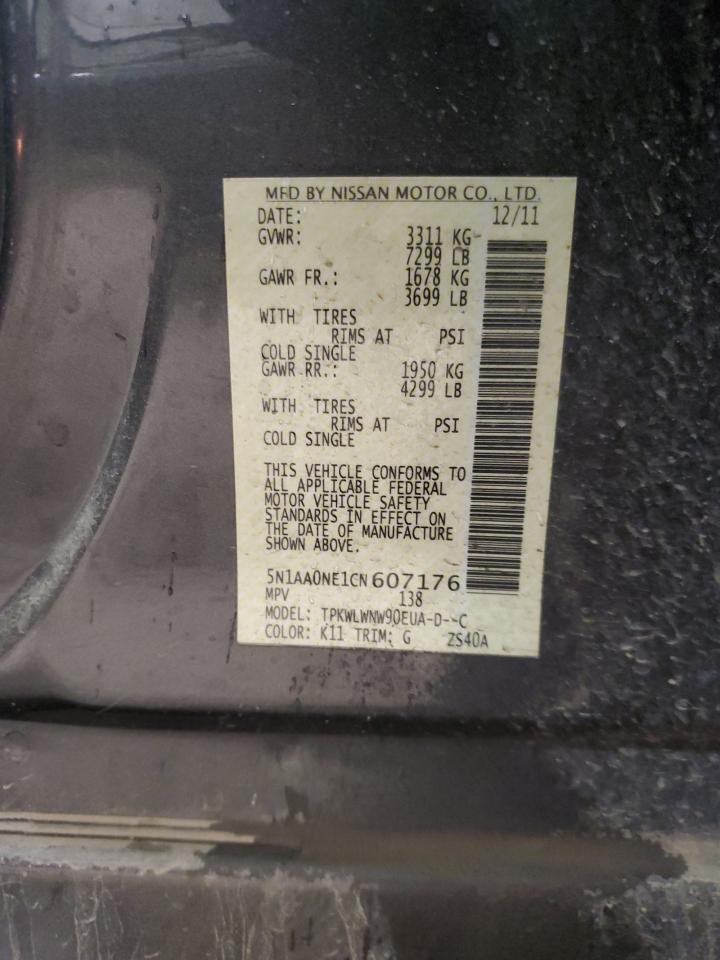 MFD BY NISSAN MOTOR CO., LTD.
DATE: 12/11
GVWR: 3311 KG
7299 LB
GAWR FR.: 1678 KG
3699 LB
WITH TIRES
RIMS AT PSI
COLD SINGLE
GAWR RR.: 1950 KG
4299 LB
WITH TIRES
RIMS AT PSI
COLD SINGLE
THIS VEHICLE CONFORMS TO
ALL APPLICABLE FEDERAL
MOTOR VEHICLE SAFETY
STANDARDS IN EFFECT ON
THE DATE OF MANUFACTURE
SHOWN ABOVE.
5N1AA0NE1CN607176
MPV 138
MODEL: TPKWLWNW90EUA-D--C
COLOR: K11 TRIM: G ZS40A